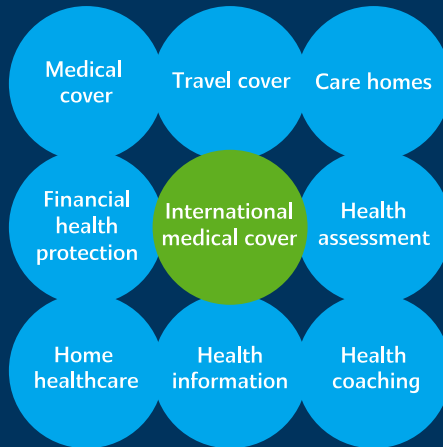 Medical
cover
Travel cover
Care homes
Financial
health
protection
International
medical cover
Health
assessment
Home
healthcare
Health
information
Health
coaching